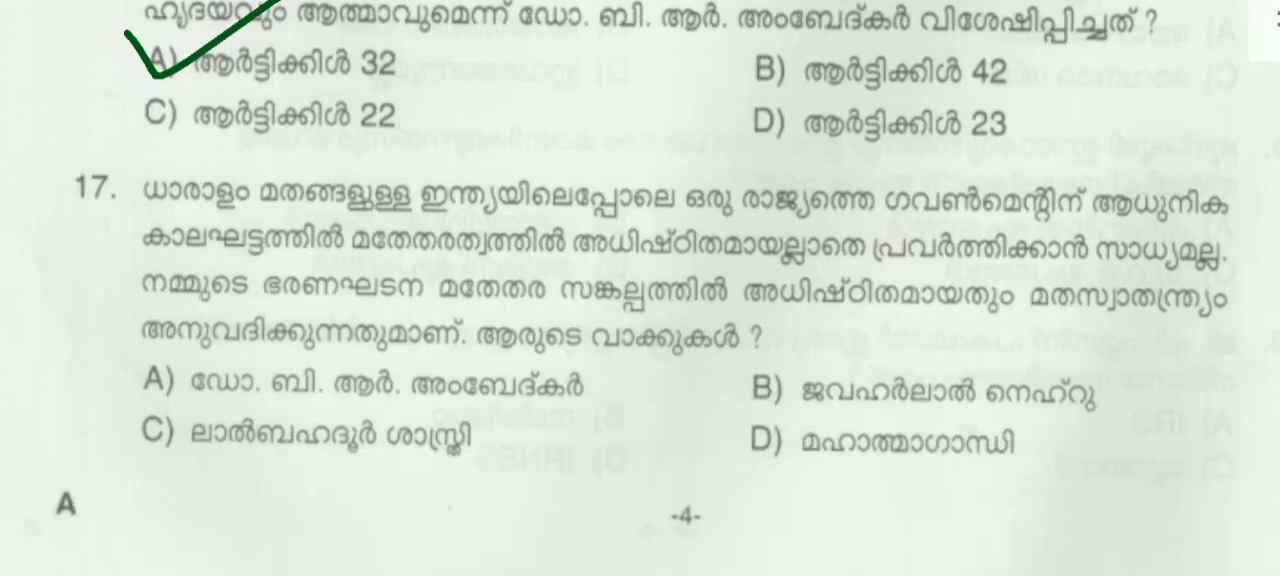 ഹൃദയവും ആത്മാവുമെന്ന് ഡോ. ബി. ആർ. അംബേദ്കർ വിശേഷിപ്പിച്ചത് ?
A) ആർട്ടിക്കിൾ 32 B) ആർട്ടിക്കിൾ 42
C) ആർട്ടിക്കിൾ 22 D) ആർട്ടിക്കിൾ 23
17. ധാരാളം മതങ്ങളുള്ള ഇന്ത്യയിലെപ്പോലെ ഒരു രാജ്യത്തെ ഗവൺമെന്റിന് ആധുനിക
കാലഘട്ടത്തിൽ മതേതരത്വത്തിൽ അധിഷ്ഠിതമായല്ലാതെ പ്രവർത്തിക്കാൻ സാധ്യമല്ല.
നമ്മുടെ ഭരണഘടന മതേതര സങ്കല്പത്തിൽ അധിഷ്ഠിതമായതും മതസ്വാതന്ത്ര്യം
അനുവദിക്കുന്നതുമാണ്. ആരുടെ വാക്കുകൾ ?
A) ഡോ. ബി. ആർ. അംബേദ്കർ B) ജവഹർലാൽ നെഹ്റു
C) ലാൽബഹദൂർ ശാസ്ത്രി D) മഹാത്മാഗാന്ധി
A -4-